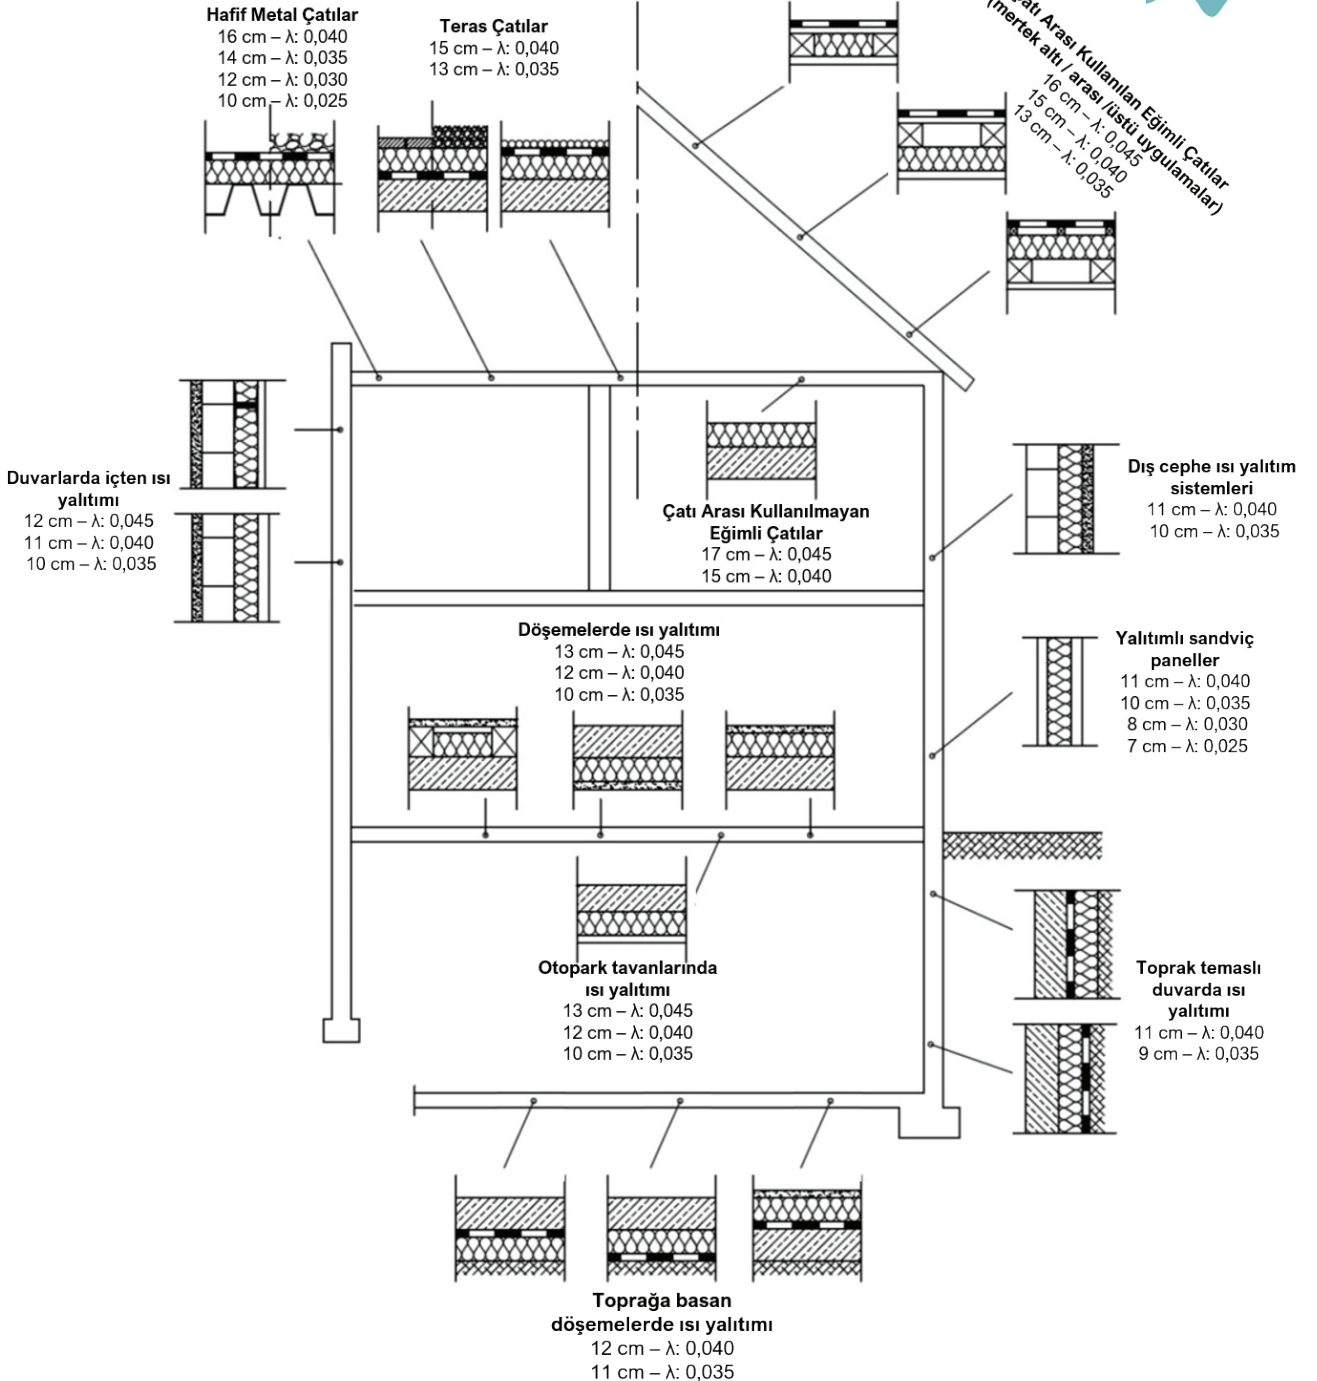 Hafif Metal Çatılar
16 cm – λ: 0,040
14 cm – λ: 0,035
12 cm – λ: 0,030
10 cm – λ: 0,025
Teras Çatılar
15 cm – λ: 0,040
13 cm – λ: 0,035
Arası Kullanılan Eğimli Çatılar
(mertek altı / arası /üstü uygulamalar)
16 cm – λ: 0,045
15 cm – λ: 0,040
13 cm – λ: 0,035
Duvarlarda içten ısı
yalıtımı
12 cm – λ: 0,045
11 cm – λ: 0,040
10 cm – λ: 0,035
Çatı Arası Kullanılmayan
Eğimli Çatılar
17 cm – λ: 0,045
15 cm – λ: 0,040
Dış cephe ısı yalıtım
sistemleri
11 cm – λ: 0,040
10 cm – λ: 0,035
Döşemelerde ısı yalıtımı
13 cm – λ: 0,045
12 cm – λ: 0,040
10 cm – λ: 0,035
Yalıtımlı sandviç
paneller
11 cm – λ: 0,040
10 cm – λ: 0,035
8 cm – λ: 0,030
7 cm – λ: 0,025
Otopark tavanlarında
ısı yalıtımı
13 cm – λ: 0,045
12 cm – λ: 0,040
10 cm – λ: 0,035
Toprak temaslı
duvarda ısı
yalıtımı
11 cm – λ: 0,040
9 cm – λ: 0,035
Toprağa basan
döşemelerde ısı yalıtımı
12 cm – λ: 0,040
11 cm – λ: 0,035